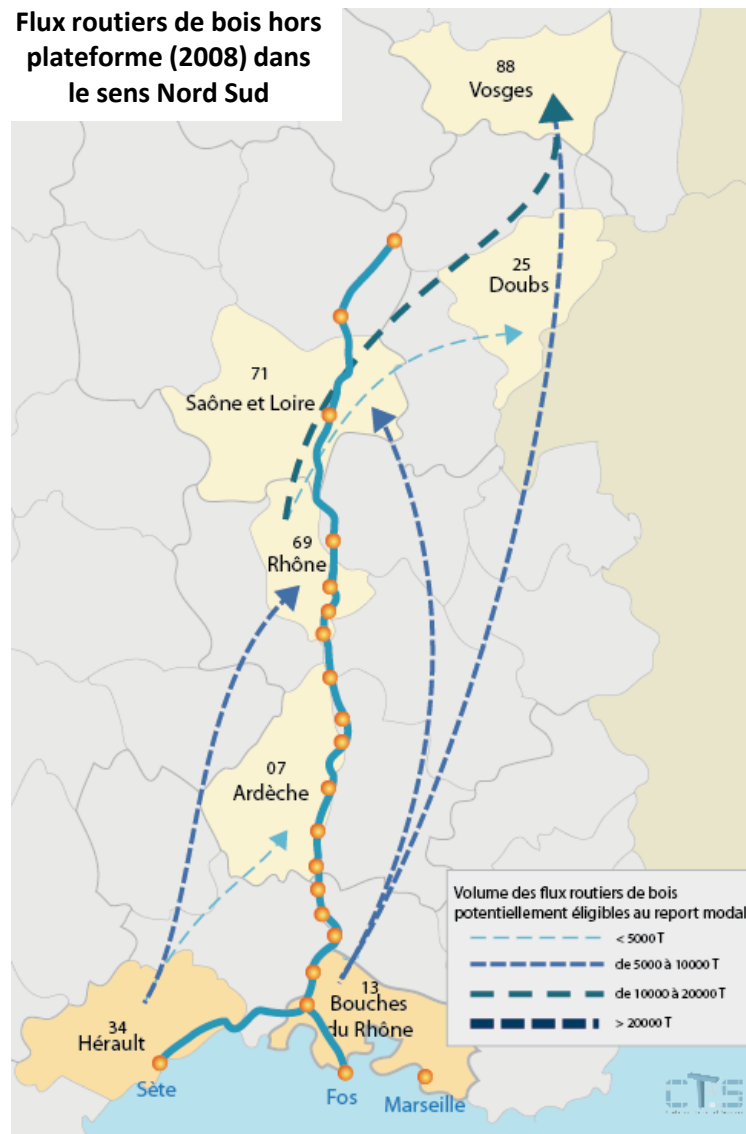 Flux routiers de bois hors
plateforme (2008) dans
le sens Nord Sud
88
Vosges
25
Doubs
71
Saône et Loire
69
Rhône
07
Ardèche
34
Hérault
13
Bouches
du Rhône
Sète
Fos
Marseille
Volume des flux routiers de bois
potentiellement éligibles au report modal
< 5000 T
de 5000 à 10000 T
de 10000 à 20000 T
> 20000 T
CTS